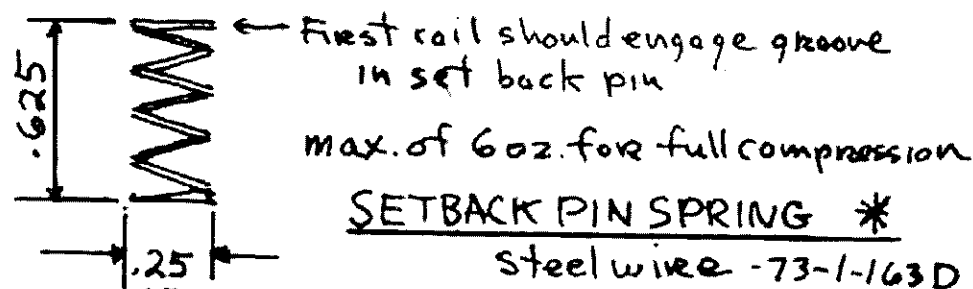 First coil should engage groove
in set back pin
.625
max. of 6 oz. for full compression
SETBACK PIN SPRING *
.25
steel wire - 73-1-163D